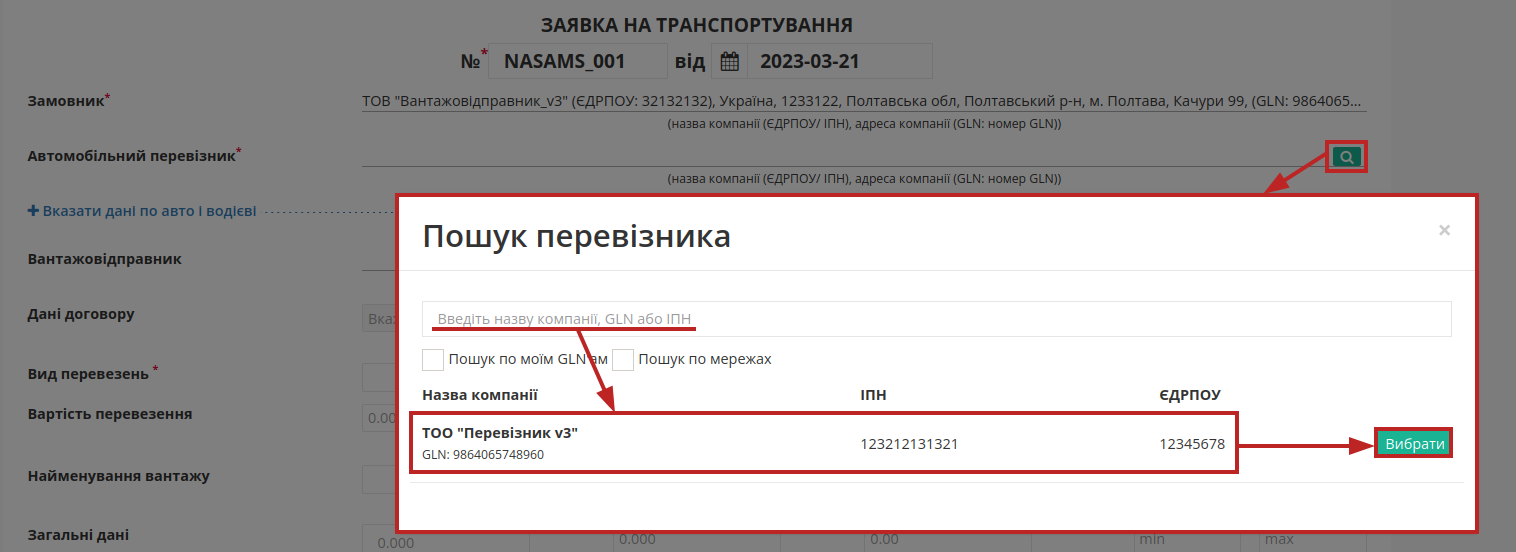 ЗАЯВКА НА ТРАНСПОРТУВАННЯ
№* NASAMS_001 від 2023-03-21
Замовник* ТОВ "Вантажовідправник_v3" (ЄДРПОУ: 32132132), Україна, 1233122, Полтавська обл, Полтавський р-н, м. Полтава, Качури 99, (GLN: 9864065...
(назва компанії (ЄДРПОУ/ ІПН), адреса компанії (GLN: номер GLN))
Автомобільний перевізник*
(назва компанії (ЄДРПОУ/ ІПН), адреса компанії (GLN: номер GLN))
Вказати дані по авто і водієві
Пошук перевізника ×
Вантажовідправник
Введіть назву компанії, GLN або ІПН
Дані договору
Пошук по моїм GLN'ам Пошук по мережах
Вид перевезень *
Назва компанії ІПН ЄДРПОУ
Вартість перевезення 0.00
ТОО "Перевізник v3" 123212131321 12345678 Вибрати
GLN: 9864065748960
Найменування вантажу
Загальні дані 0.000 0.000 0.00 min max